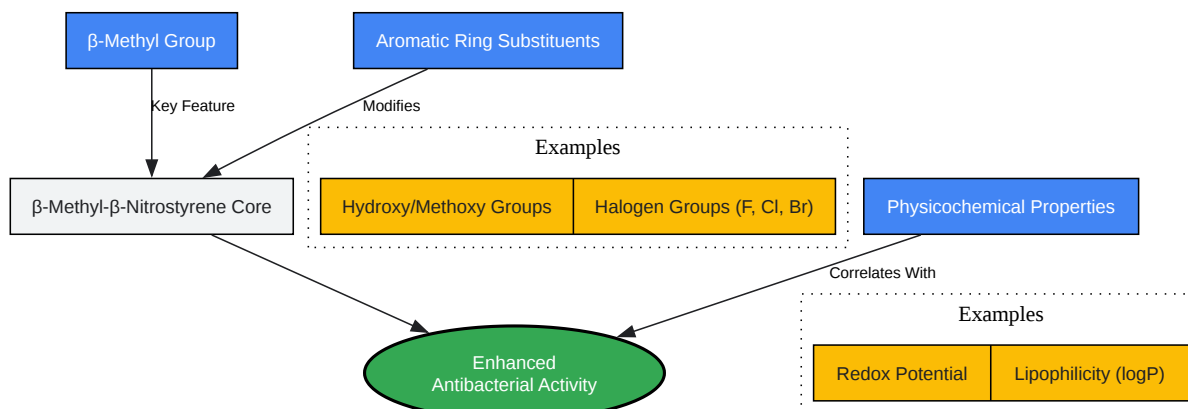 β-Methyl Group
Aromatic Ring Substituents
Key Feature
Modifies
Examples
β-Methyl-β-Nitrostyrene Core
Hydroxy/Methoxy Groups
Halogen Groups (F, Cl, Br)
Physicochemical Properties
Correlates With
Examples
Enhanced
Antibacterial Activity
Redox Potential
Lipophilicity (logP)